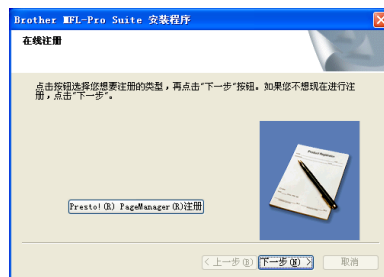 Brother MFL-Pro Suite 安装程序
在线注册
点击按钮选择您想要注册的类型，再点击"下一步"按钮。如果您不想现在进行注
册，点击"下一步"。
Product Registration
Presto!(R) PageManager(R)注册
<上一步(B)
下一步(N) >
取消